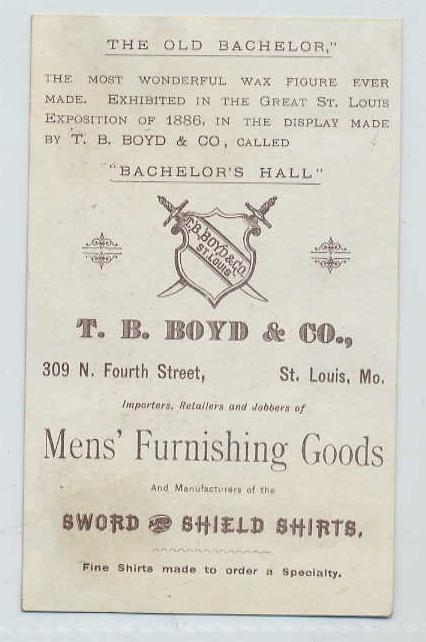 THE OLD BACHELOR,"
THE MOST WONDERFUL WAX FIGURE EVER
MADE. EXHIBITED IN THE GREAT ST. LOUIS
EXPOSITION OF 1886, IN THE DISPLAY MADE
BY T. B. BOYD & CO, CALLED
"BACHELOR'S HALL"
T.B. BOYD & CO.
ST. LOUIS
T. B. BOYD & CO.,
309 N. Fourth Street, St. Louis, Mo.
Importers, Retailers and Jobbers of
Mens' Furnishing Goods
And Manufacturers of the
SWORD AND SHIELD SHIRTS.
Fine Shirts made to order a Specialty.